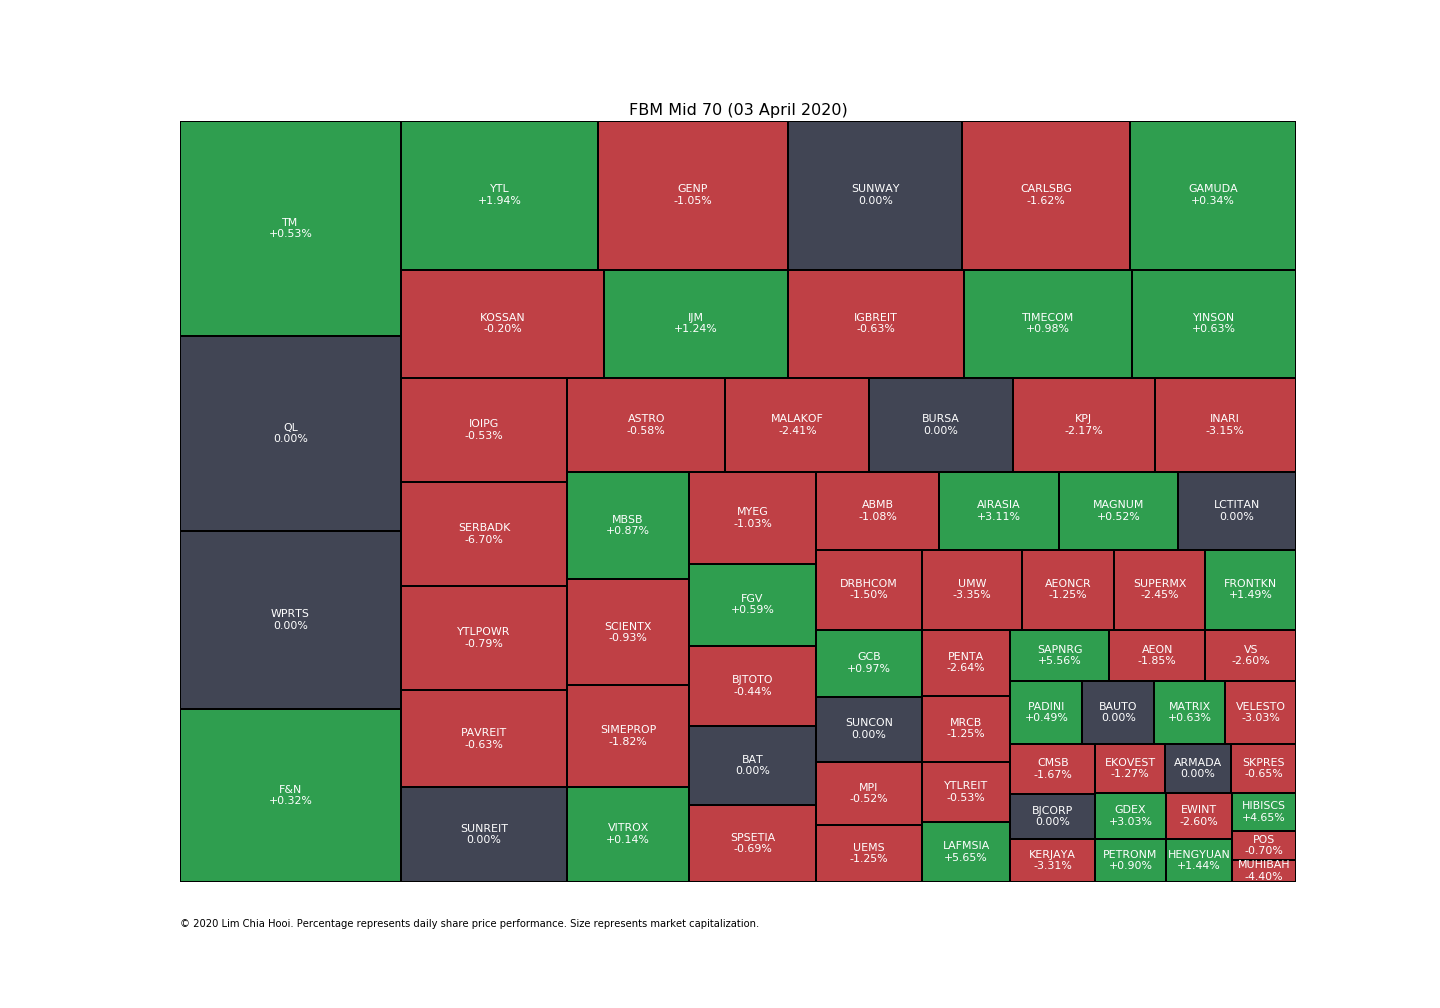 FBM Mid 70 (03 April 2020)
TM
+0.53%
QL
0.00%
WPRTS
0.00%
F&N
+0.32%
YTL
+1.94%
GENP
-1.05%
SUNWAY
0.00%
CARLSBG
-1.62%
GAMUDA
+0.34%
KOSSAN
-0.20%
IJM
+1.24%
IGBREIT
-0.63%
TIMECOM
+0.98%
YINSON
+0.63%
IOIPG
-0.53%
SERBADK
-6.70%
YTLPOWR
-0.79%
PAVREIT
-0.63%
SUNREIT
0.00%
ASTRO
-0.58%
MALAKOF
-2.41%
BURSA
0.00%
KPJ
-2.17%
INARI
-3.15%
MBSB
+0.87%
SCIENTX
-0.93%
SIMEPROP
-1.82%
VITROX
+0.14%
MYEG
-1.03%
FGV
+0.59%
BJTOTO
-0.44%
BAT
0.00%
SPSETIA
-0.69%
ABMB
-1.08%
AIRASIA
+3.11%
MAGNUM
+0.52%
LCTITAN
0.00%
DRBHCOM
-1.50%
UMW
-3.35%
AEONCR
-1.25%
SUPERMX
-2.45%
FRONTKN
+1.49%
GCB
+0.97%
SUNCON
0.00%
MPI
-0.52%
UEMS
-1.25%
PENTA
-2.64%
MRCB
-1.25%
YTLREIT
-0.53%
LAFMSIA
+5.65%
SAPNRG
+5.56%
AEON
-1.85%
VS
-2.60%
PADINI
+0.49%
BAUTO
0.00%
MATRIX
+0.63%
VELESTO
-3.03%
CMSB
-1.67%
BJCORP
0.00%
KERJAYA
-3.31%
EKOVEST
-1.27%
ARMADA
0.00%
SKPRES
-0.65%
GDEX
+3.03%
EWINT
-2.60%
PETRONM
+0.90%
HENGYUAN
+1.44%
HIBISCS
+4.65%
POS
-0.70%
MUHIBAH
-4.40%
© 2020 Lim Chia Hooi. Percentage represents daily share price performance. Size represents market capitalization.